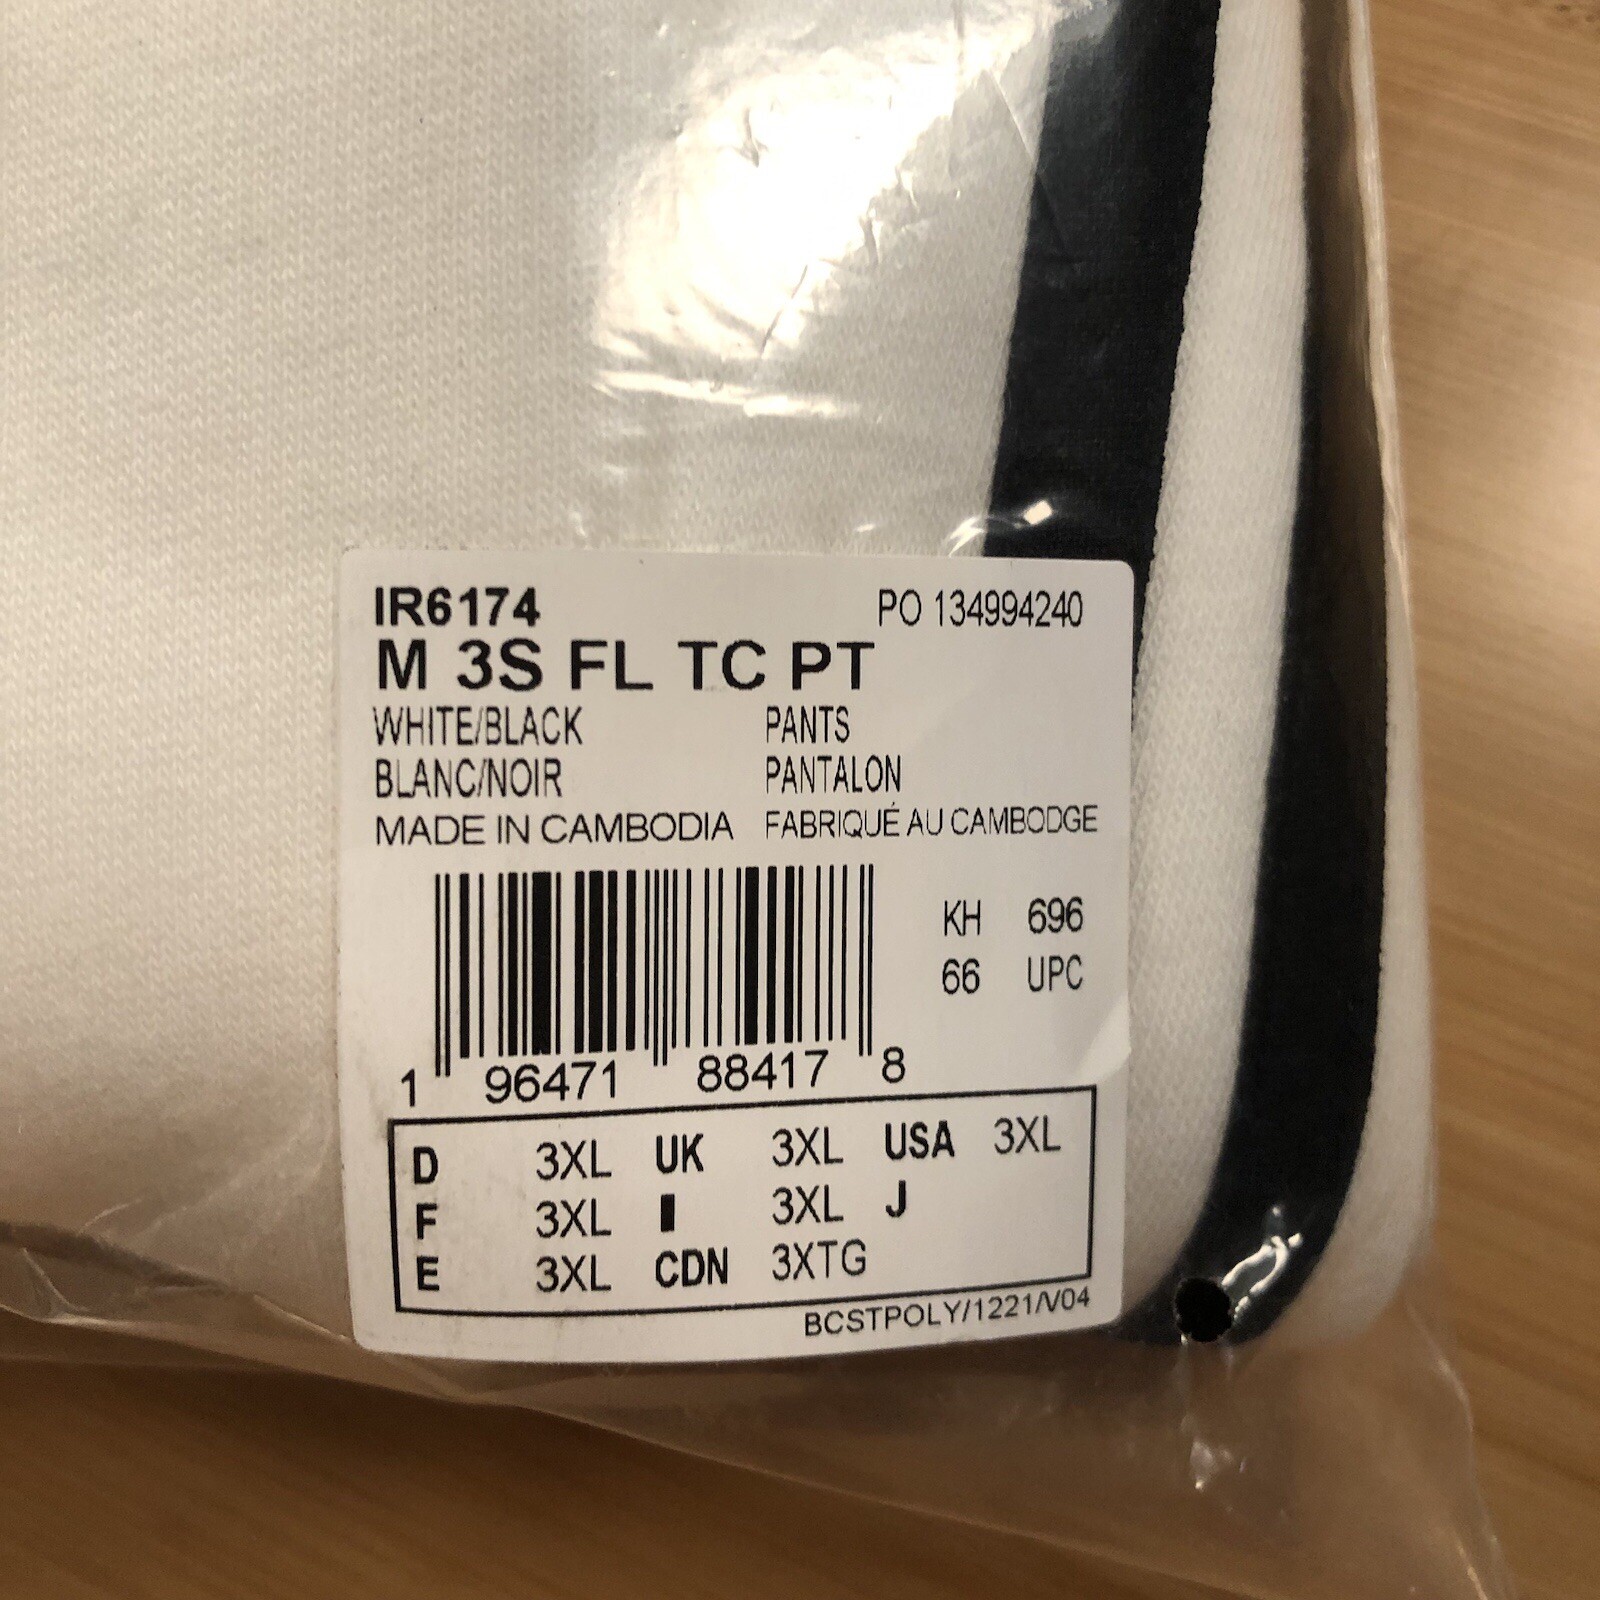 IR6174 PO 134994240
M 3S FL TC PT
WHITE/BLACK PANTS
BLANC/NOIR PANTALON
MADE IN CAMBODIA FABRIQUÉ AU CAMBODGE
KH 696
66 UPC
1 96471 88417 8
D 3XL UK 3XL USA 3XL
F 3XL I 3XL J
E 3XL CDN 3XTG
BCSTPOLY/1221/V04